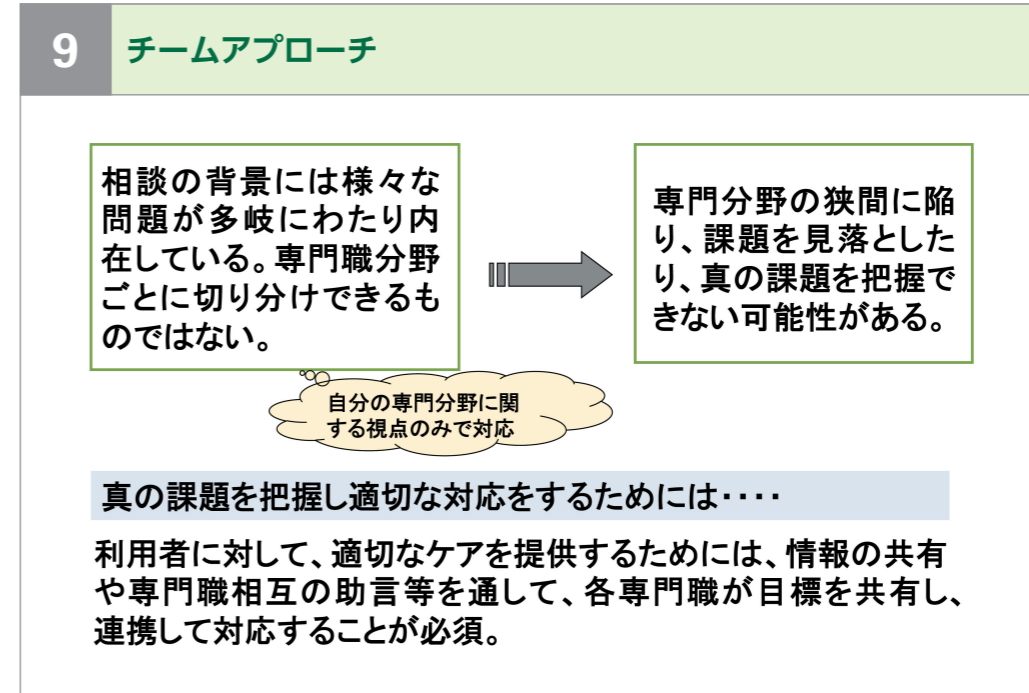 9
チームアプローチ
相談の背景には様々な
問題が多岐にわたり内
在している。専門職分野
ごとに切り分けできるも
のではない。
専門分野の狭間に陥
り、課題を見落とした
り、真の課題を把握で
きない可能性がある。
自分の専門分野に関
する視点のみで対応
真の課題を把握し適切な対応をするためには・・・・
利用者に対して、適切なケアを提供するためには、情報の共有
や専門職相互の助言等を通して、各専門職が目標を共有し、
連携して対応することが必須。